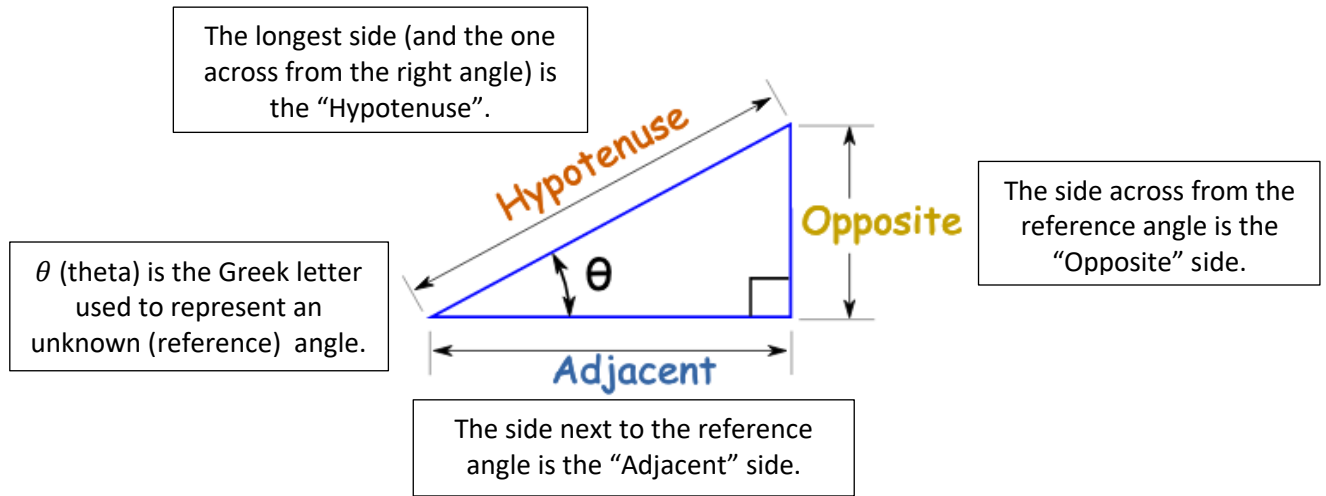 The longest side (and the one
across from the right angle) is
the “Hypotenuse”.
Hypotenuse
Opposite
The side across from the
reference angle is the
“Opposite” side.
θ (theta) is the Greek letter
used to represent an
unknown (reference) angle.
θ
Adjacent
The side next to the reference
angle is the “Adjacent” side.